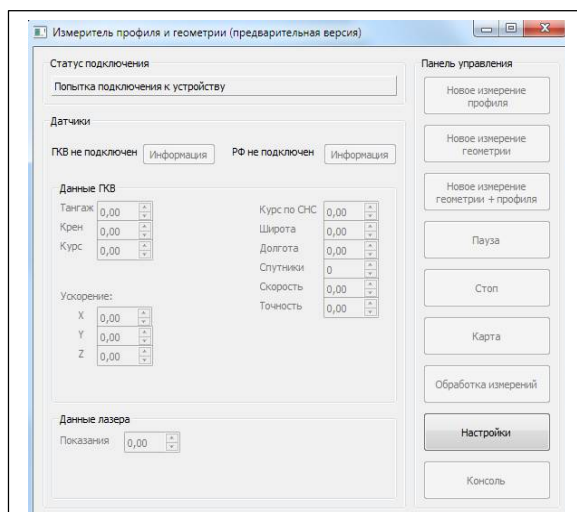 Измеритель профиля и геометрии (предварительная версия)
Статус подключения
Попытка подключения к устройству
Датчики
ГКВ не подключен Информация РФ не подключен Информация
Данные ГКВ
Тангаж 0,00
Крен 0,00
Курс 0,00
Ускорение:
X 0,00
Y 0,00
Z 0,00
Курс по СНС 0,00
Широта 0,00
Долгота 0,00
Спутники 0
Скорость 0,00
Точность 0,00
Данные лазера
Показания 0,00
Панель управления
Новое измерение
профиля
Новое измерение
геометрии
Новое измерение
геометрии + профиля
Пауза
Стоп
Карта
Обработка измерений
Настройки
Консоль